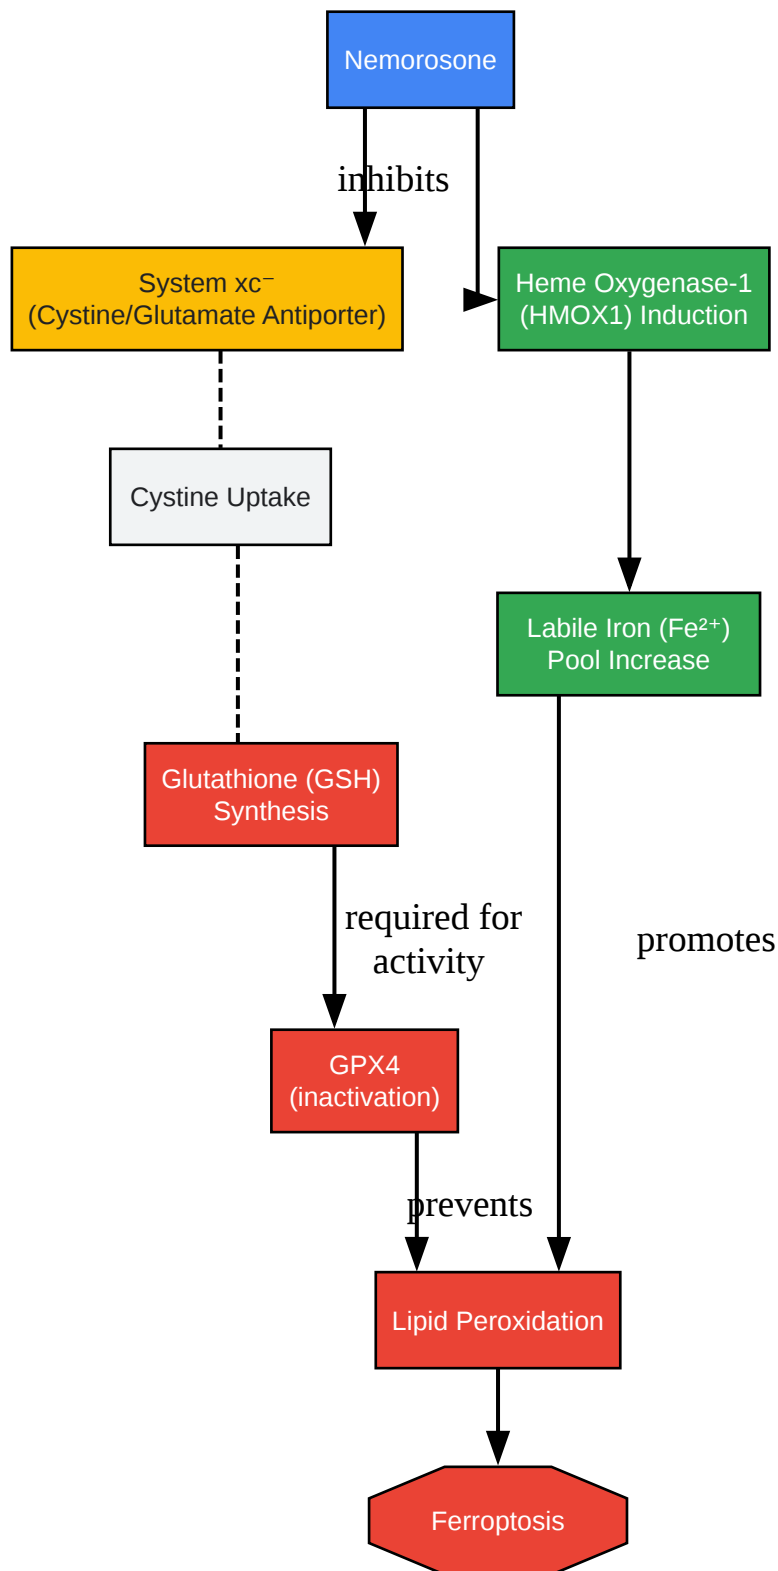 Nemorosone
inhibits
System xc⁻
(Cystine/Glutamate Antiporter)
Heme Oxygenase-1
(HMOX1) Induction
Cystine Uptake
Labile Iron (Fe²⁺)
Pool Increase
Glutathione (GSH)
Synthesis
required for
activity
promotes
GPX4
(inactivation)
prevents
Lipid Peroxidation
Ferroptosis